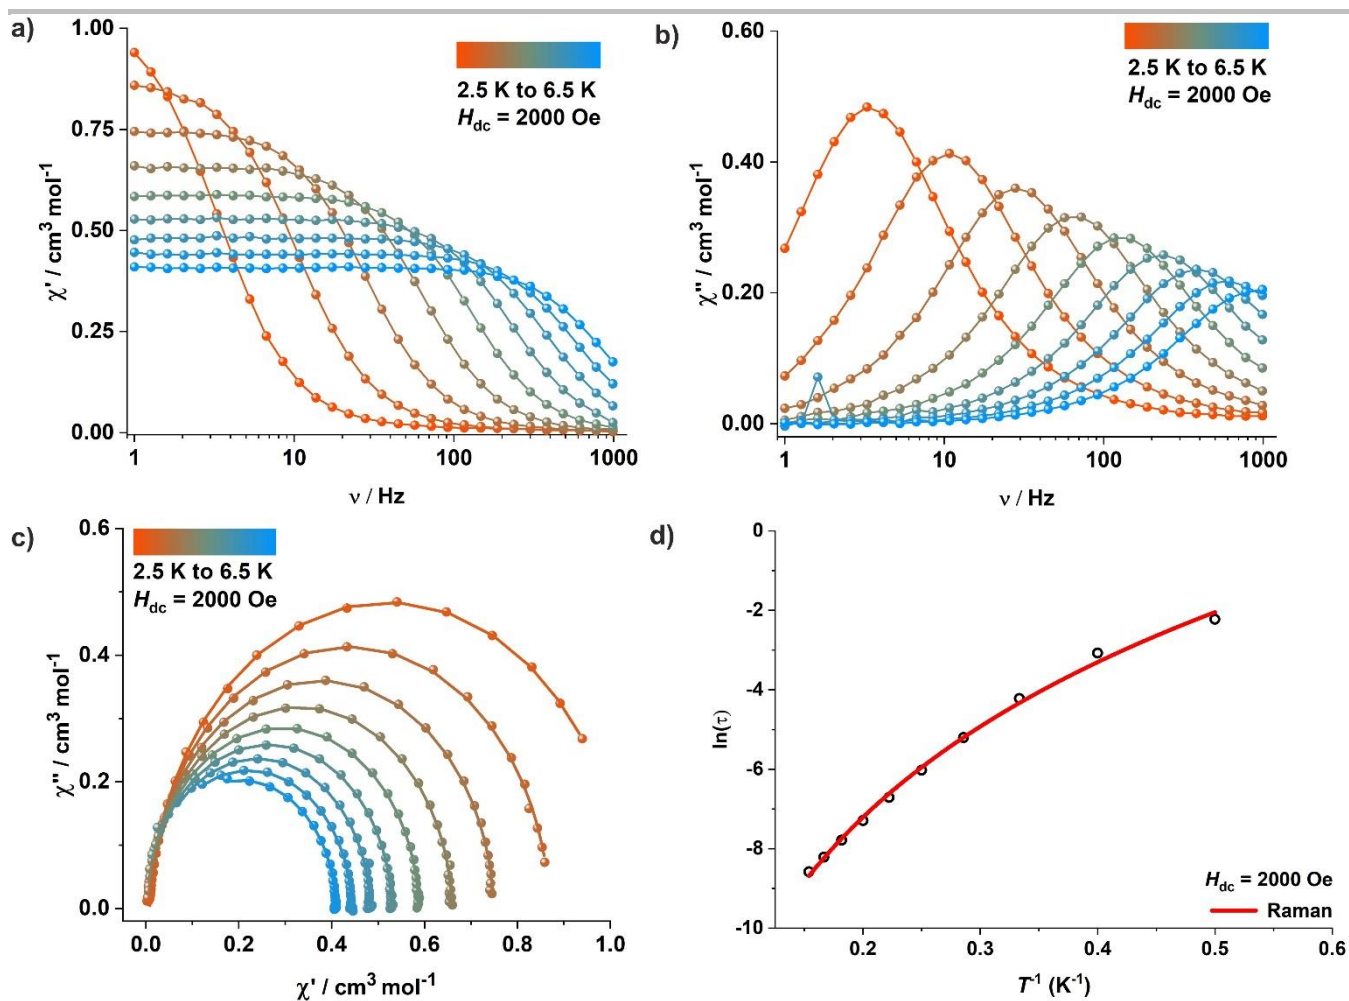 a)
1.00
0.75
0.50
0.25
0.00
χ' / cm³ mol⁻¹
2.5 K to 6.5 K
H_dc = 2000 Oe
1 10 100 1000
ν / Hz
b)
0.60
0.40
0.20
0.00
χ'' / cm³ mol⁻¹
2.5 K to 6.5 K
H_dc = 2000 Oe
1 10 100 1000
ν / Hz
c)
0.6
0.4
0.2
0.0
χ'' / cm³ mol⁻¹
2.5 K to 6.5 K
H_dc = 2000 Oe
0.0 0.2 0.4 0.6 0.8 1.0
χ' / cm³ mol⁻¹
d)
0
-2
-4
-6
-8
-10
ln(τ)
H_dc = 2000 Oe
Raman
0.2 0.3 0.4 0.5 0.6
T⁻¹ (K⁻¹)